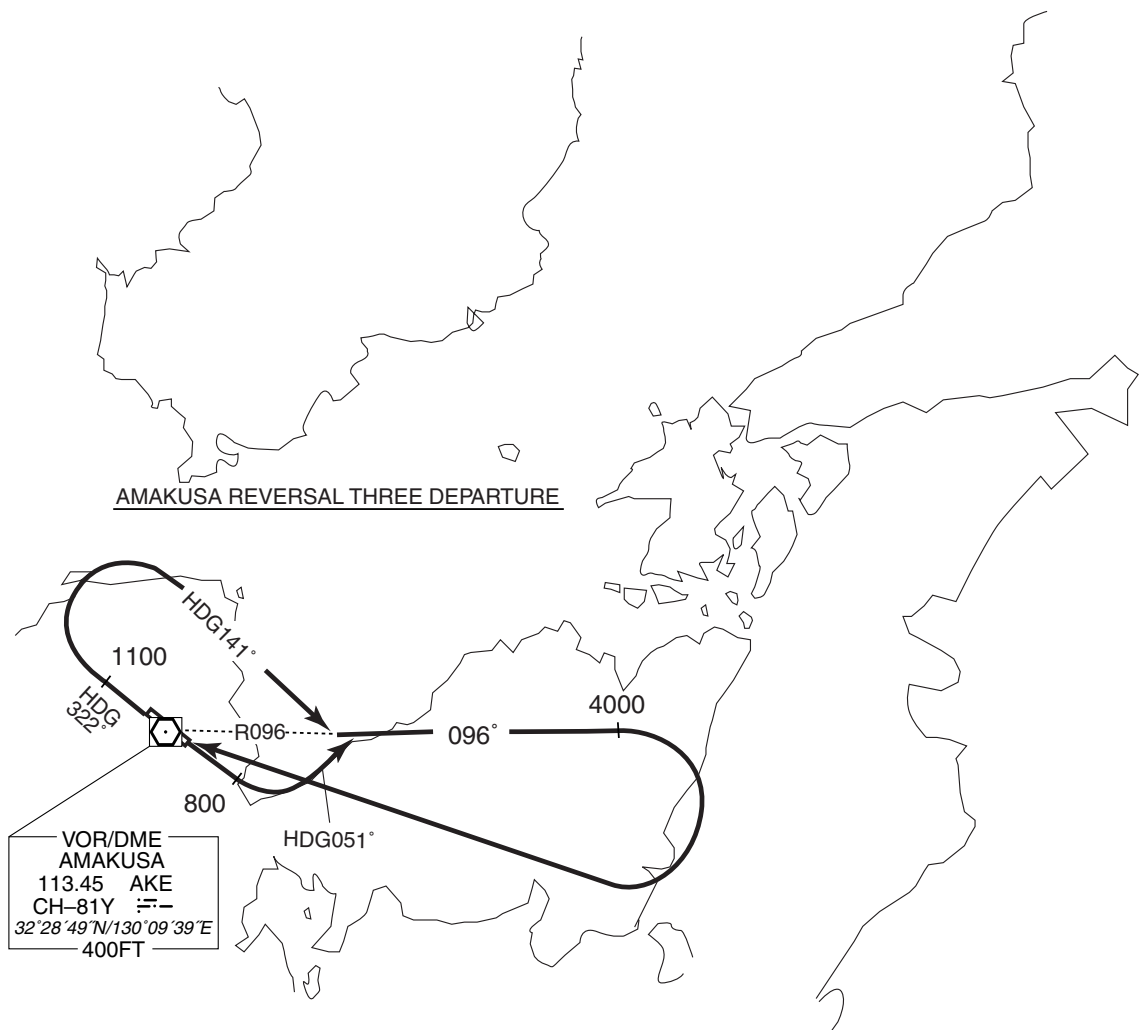 AMAKUSA REVERSAL THREE DEPARTURE
HDG141°
1100
HDG
322°
R096
096°
4000
800
HDG051°
VOR/DME
AMAKUSA
113.45 AKE
CH–81Y
32°28´49˝N/130°09´39˝E
400FT